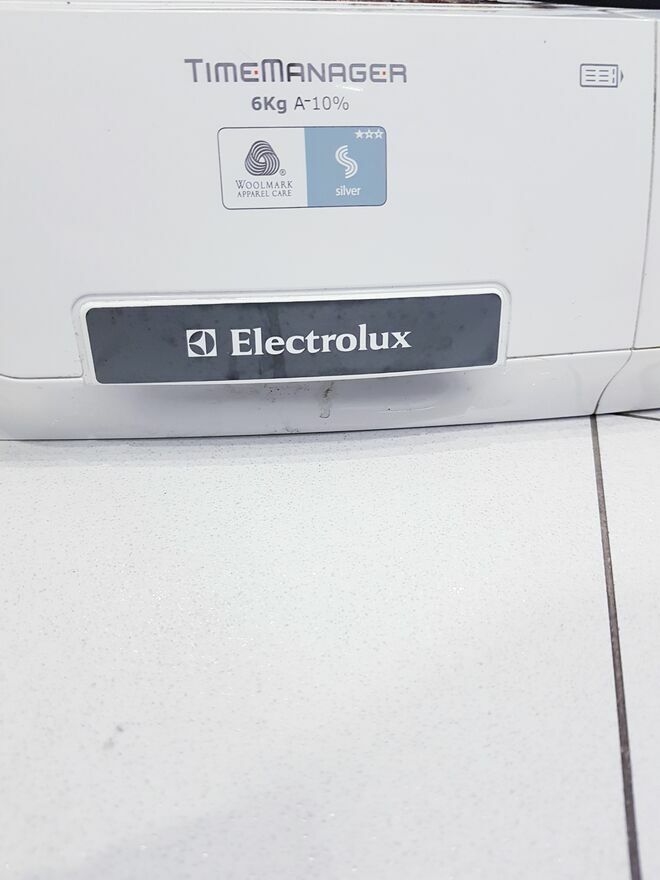 TIMEMANAGER
6Kg A-10%
WOOLMARK
APPAREL CARE
silver
Electrolux